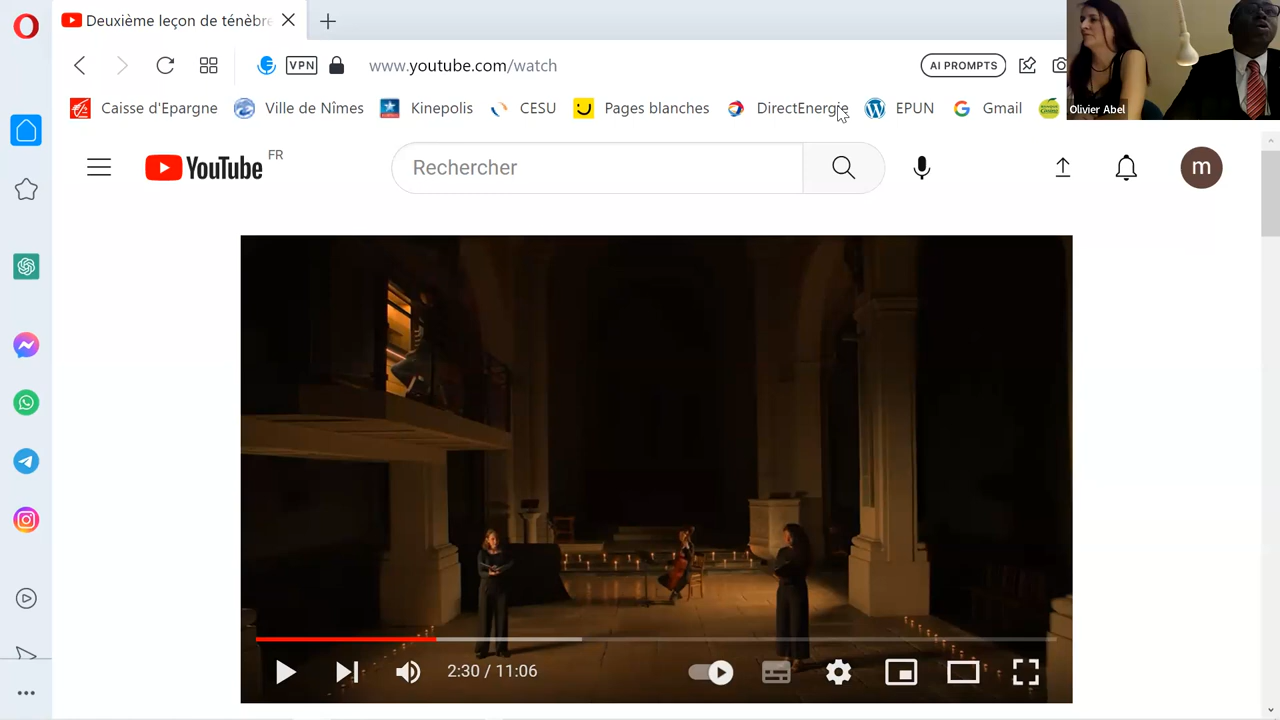 Deuxième leçon de ténèbre
VPN
www.youtube.com/watch
AI PROMPTS
Caisse d'Epargne
Ville de Nîmes
Kinepolis
CESU
Pages blanches
DirectEnergie
EPUN
Gmail
Olivier Abel
YouTube FR
Rechercher
m
2:30 / 11:06